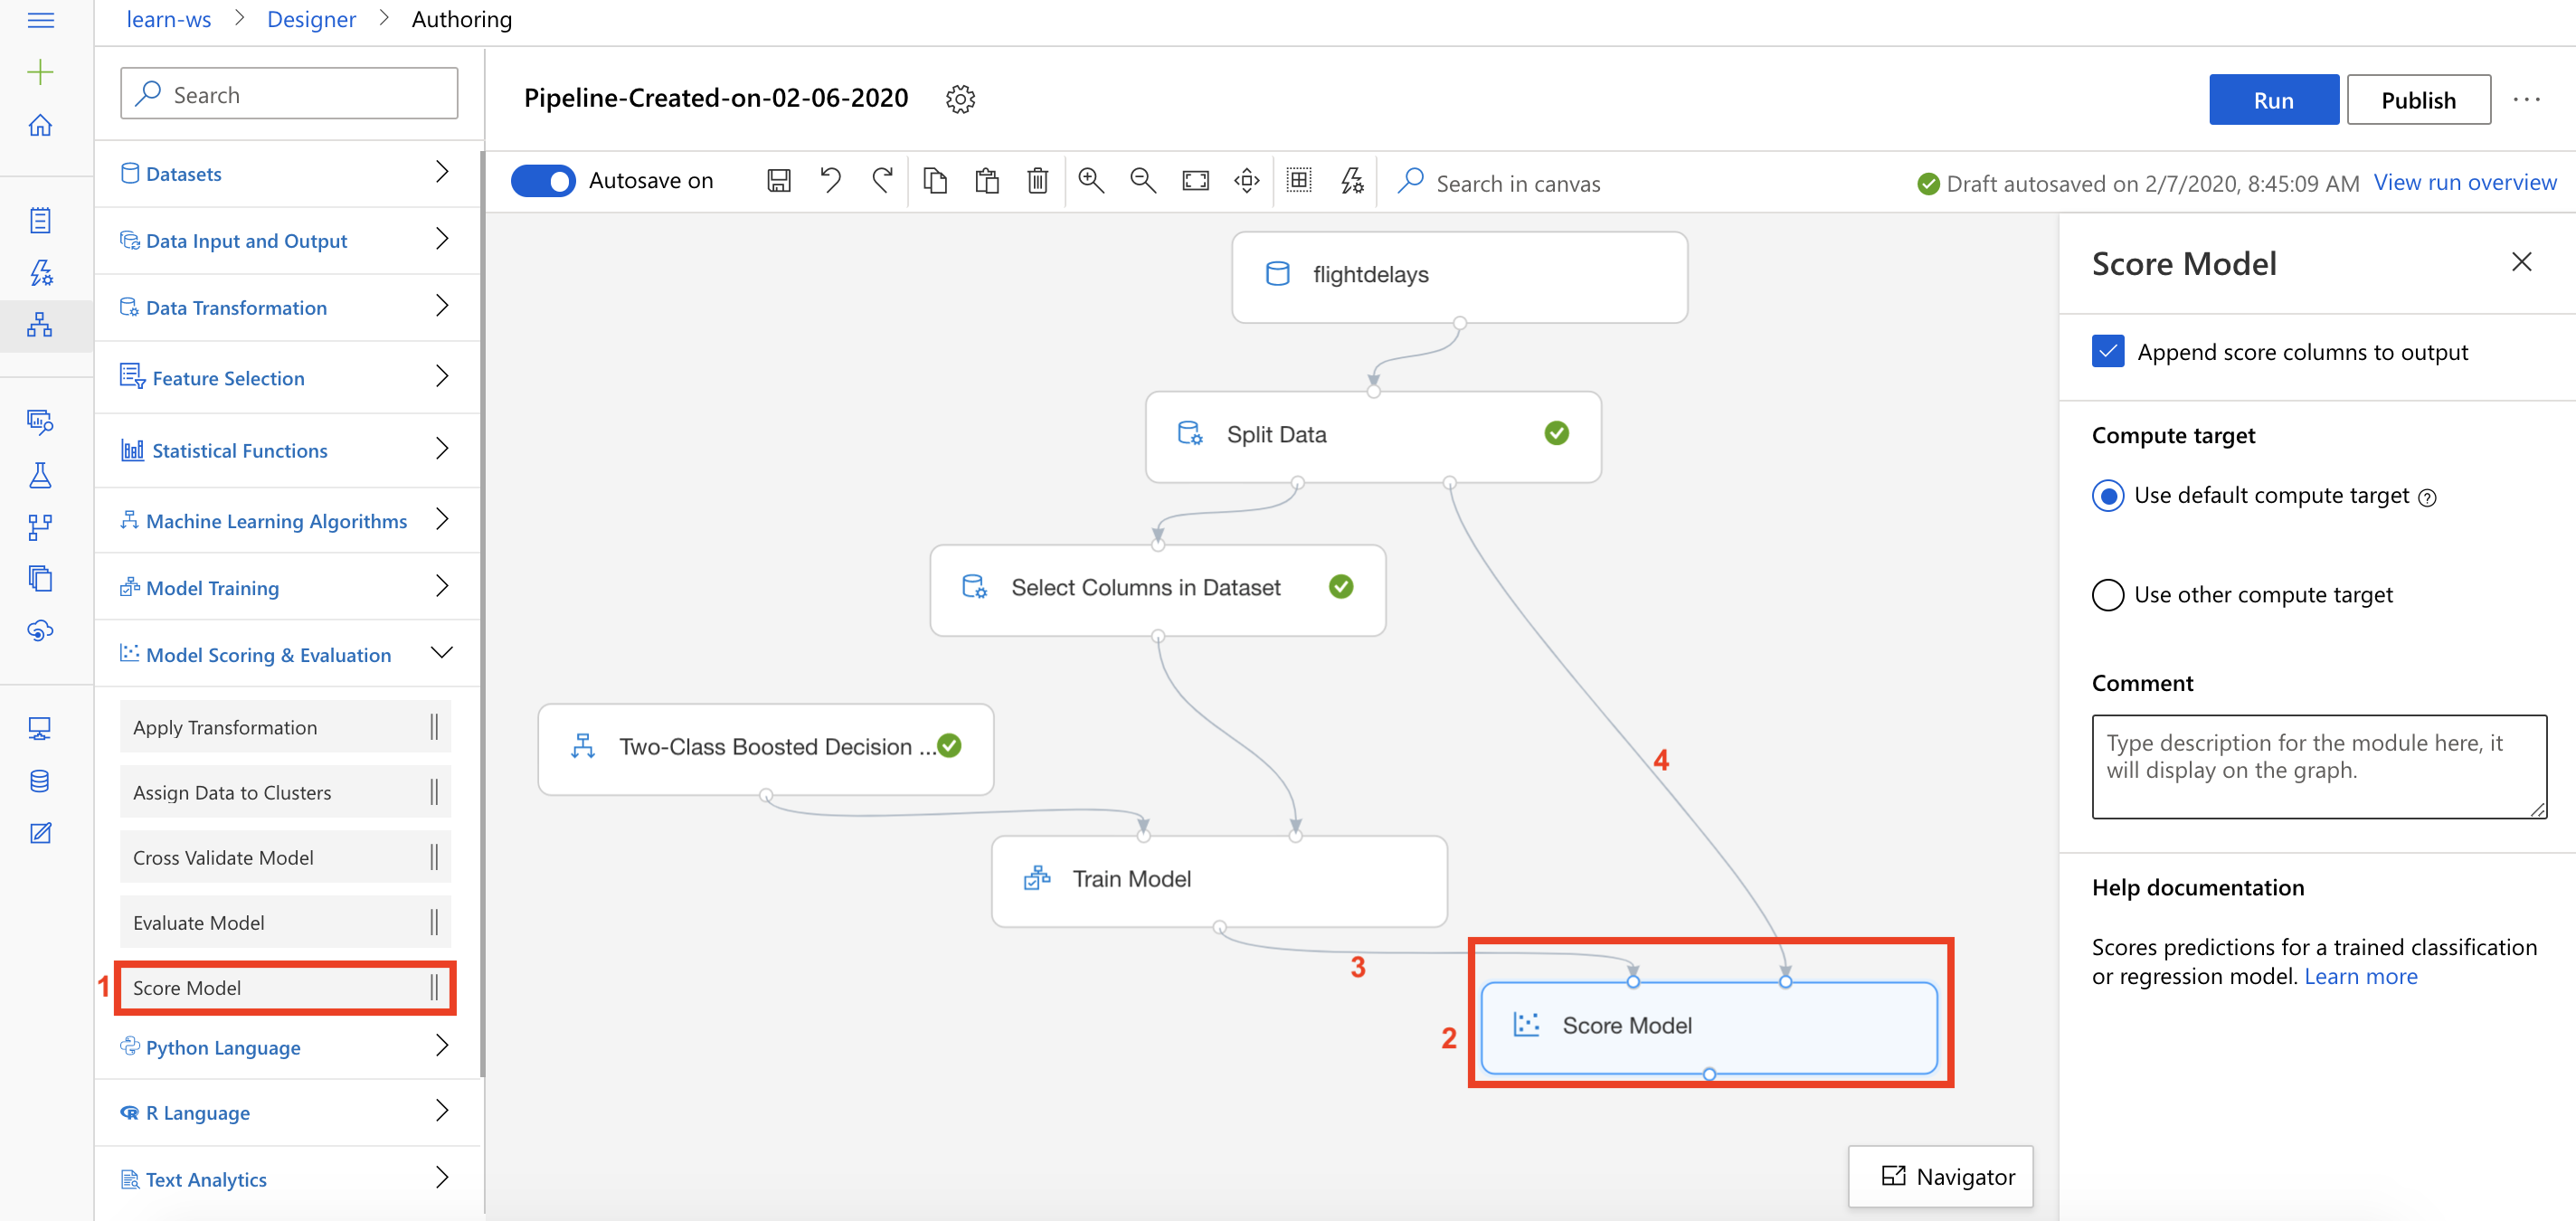 learn-ws > Designer > Authoring
Search
Pipeline-Created-on-02-06-2020
Run
Publish
...
Autosave on
Search in canvas
Draft autosaved on 2/7/2020, 8:45:09 AM
View run overview
Datasets
Data Input and Output
Data Transformation
Feature Selection
Statistical Functions
Machine Learning Algorithms
Model Training
Model Scoring & Evaluation
Apply Transformation
Assign Data to Clusters
Cross Validate Model
Evaluate Model
1
Score Model
Python Language
R Language
Text Analytics
flightdelays
Split Data
Select Columns in Dataset
Two-Class Boosted Decision ...
4
Train Model
3
2
Score Model
Navigator
Score Model
Append score columns to output
Compute target
Use default compute target
Use other compute target
Comment
Type description for the module here, it
will display on the graph.
Help documentation
Scores predictions for a trained classification
or regression model. Learn more